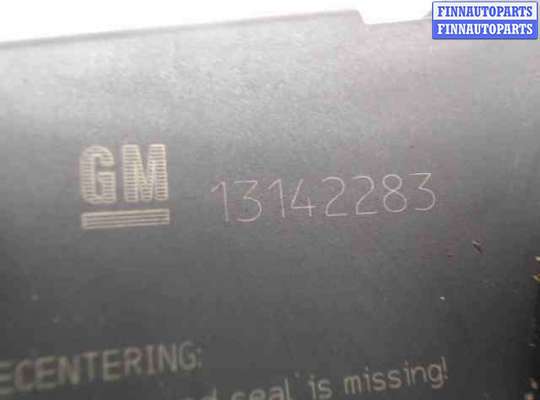 FINNAUTOPARTS
FINNAUTOPARTS
GM 13142283
ECENTERING:
seal is missing!